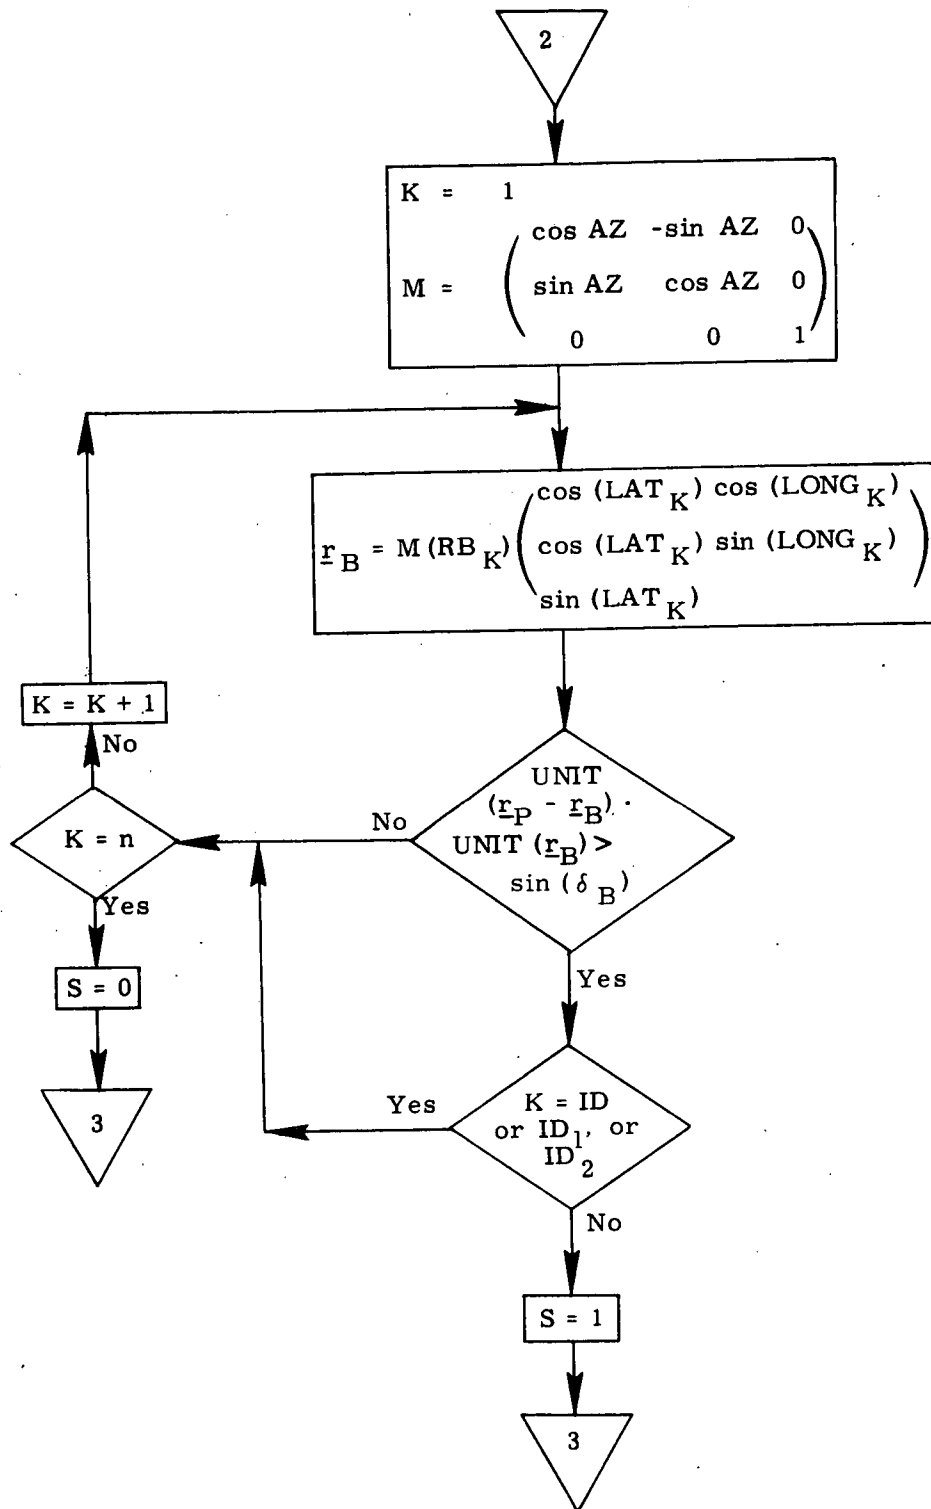 2
K = 1
cos AZ -sin AZ 0
M = sin AZ cos AZ 0
0 0 1
cos (LAT_K) cos (LONG_K)
r_B = M (RB_K) cos (LAT_K) sin (LONG_K)
sin (LAT_K)
K = K + 1
No
UNIT
(r_P - r_B) ·
UNIT (r_B) >
sin (δ_B)
No
K = n
Yes
S = 0
3
Yes
K = ID
or ID_1, or
ID_2
Yes
No
S = 1
3